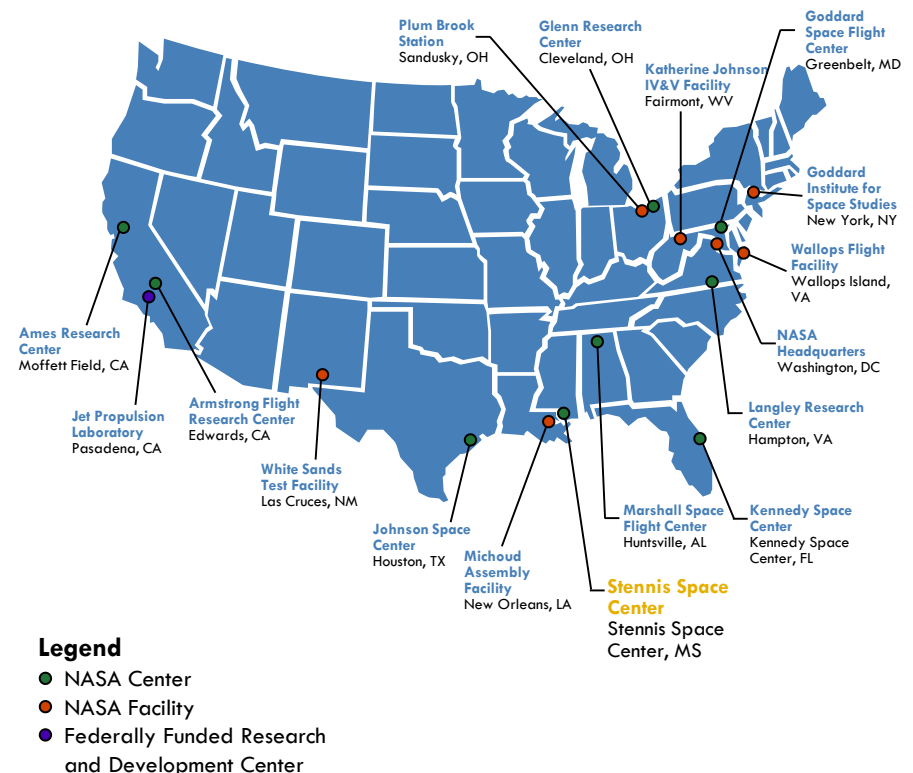 Plum Brook
Station
Sandusky, OH
Glenn Research
Center
Cleveland, OH
Goddard
Space Flight
Center
Greenbelt, MD
Katherine Johnson
IV&V Facility
Fairmont, WV
Goddard
Institute for
Space Studies
New York, NY
Wallops Flight
Facility
Wallops Island,
VA
NASA
Headquarters
Washington, DC
Langley Research
Center
Hampton, VA
Ames Research
Center
Moffett Field, CA
Jet Propulsion
Laboratory
Pasadena, CA
Armstrong Flight
Research Center
Edwards, CA
White Sands
Test Facility
Las Cruces, NM
Johnson Space
Center
Houston, TX
Michoud
Assembly
Facility
New Orleans, LA
Marshall Space
Flight Center
Huntsville, AL
Kennedy Space
Center
Kennedy Space
Center, FL
Stennis Space
Center
Stennis Space
Center, MS
Legend
NASA Center
NASA Facility
Federally Funded Research
and Development Center